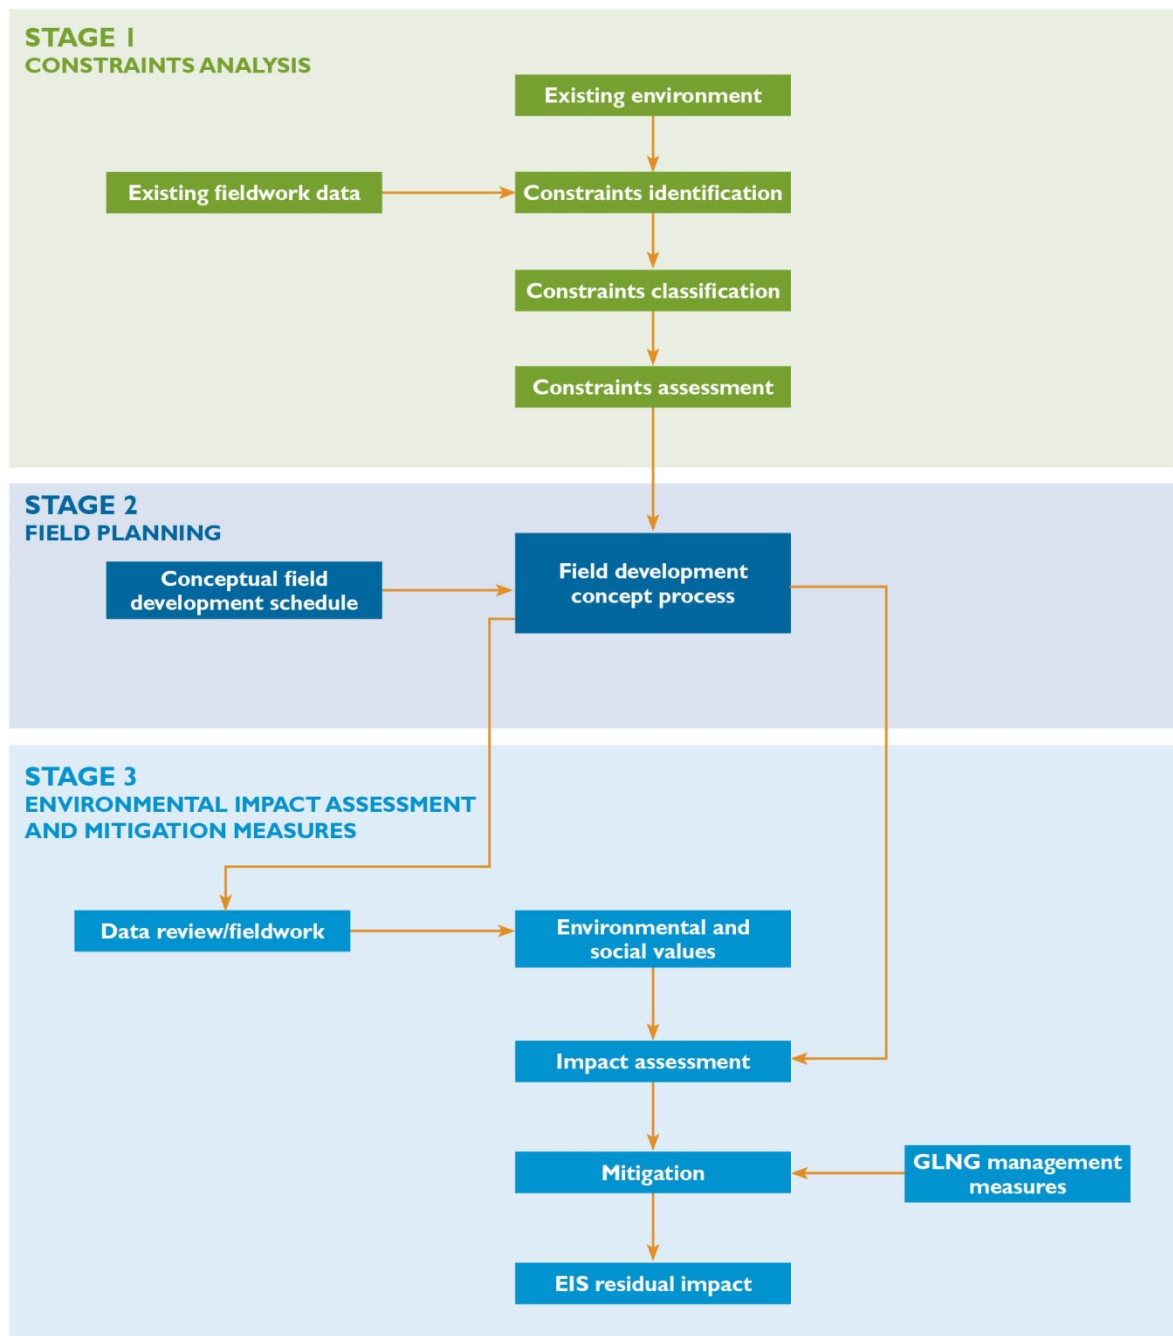 STAGE 1
CONSTRAINTS ANALYSIS
Existing environment
Existing fieldwork data
Constraints identification
Constraints classification
Constraints assessment
STAGE 2
FIELD PLANNING
Conceptual field
development schedule
Field development
concept process
STAGE 3
ENVIRONMENTAL IMPACT ASSESSMENT
AND MITIGATION MEASURES
Data review/fieldwork
Environmental and
social values
Impact assessment
Mitigation
GLNG management
measures
EIS residual impact